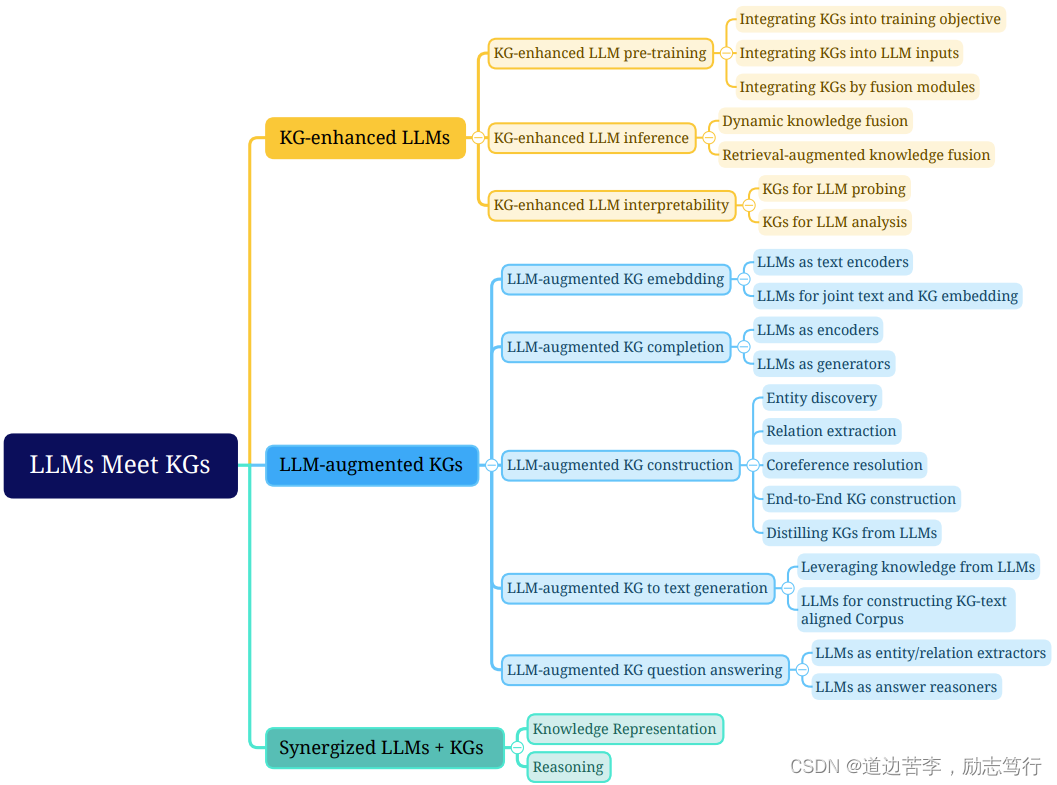 LLMs Meet KGs
KG-enhanced LLMs
KG-enhanced LLM pre-training
Integrating KGs into training objective
Integrating KGs into LLM inputs
Integrating KGs by fusion modules
KG-enhanced LLM inference
Dynamic knowledge fusion
Retrieval-augmented knowledge fusion
KG-enhanced LLM interpretability
KGs for LLM probing
KGs for LLM analysis
LLM-augmented KGs
LLM-augmented KG emebdding
LLMs as text encoders
LLMs for joint text and KG embedding
LLM-augmented KG completion
LLMs as encoders
LLMs as generators
LLM-augmented KG construction
Entity discovery
Relation extraction
Coreference resolution
End-to-End KG construction
Distilling KGs from LLMs
LLM-augmented KG to text generation
Leveraging knowledge from LLMs
LLMs for constructing KG-text
aligned Corpus
LLM-augmented KG question answering
LLMs as entity/relation extractors
LLMs as answer reasoners
Synergized LLMs + KGs
Knowledge Representation
Reasoning
CSDN @道边苦李，励志笃行